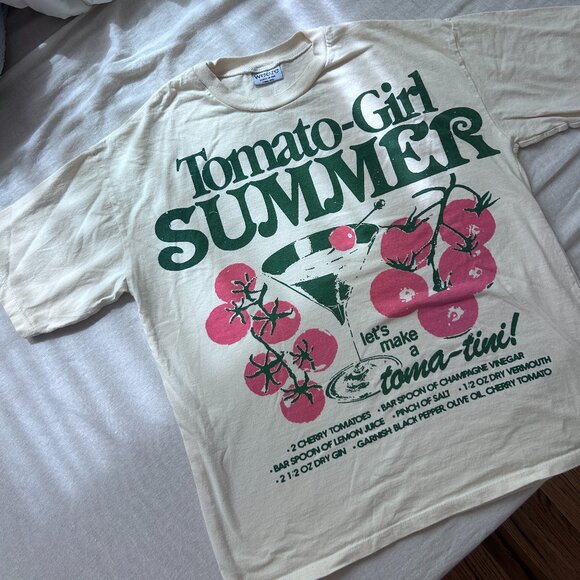 Tomato-Girl
SUMMER
let's
make
a
toma-tini!
• 2 CHERRY TOMATOES • BAR SPOON OF CHAMPAGNE VINEGAR
• BAR SPOON OF LEMON JUICE • PINCH OF SALT • 1 1/2 OZ DRY VERMOUTH
• 2 1/2 OZ DRY GIN • GARNISH BLACK PEPPER, OLIVE OIL, CHERRY TOMATO